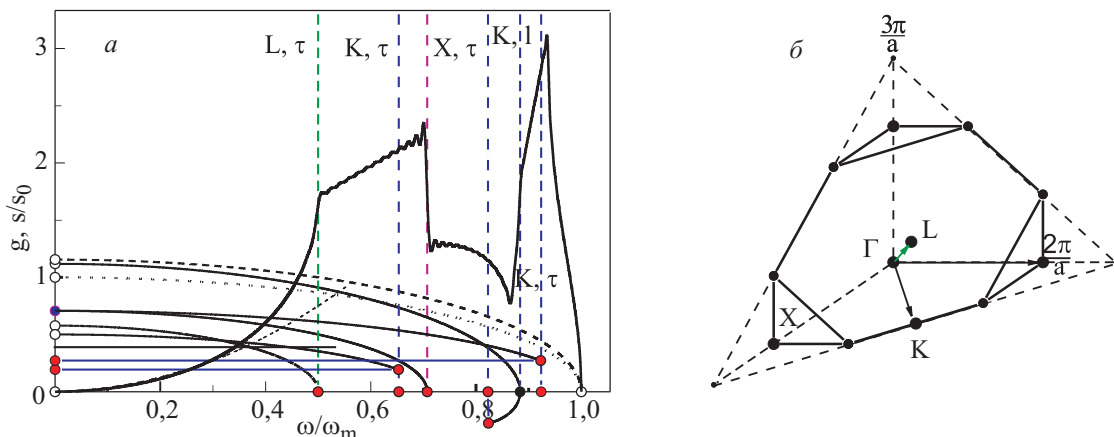 а
L, τ
K, τ
X, τ
K, l
3
2
1
0
g, s/s₀
K, τ
0,2
0,4
0,6
0,8
1,0
ω/ωₘ
б
3π
a
Γ
L
2π
a
X
K